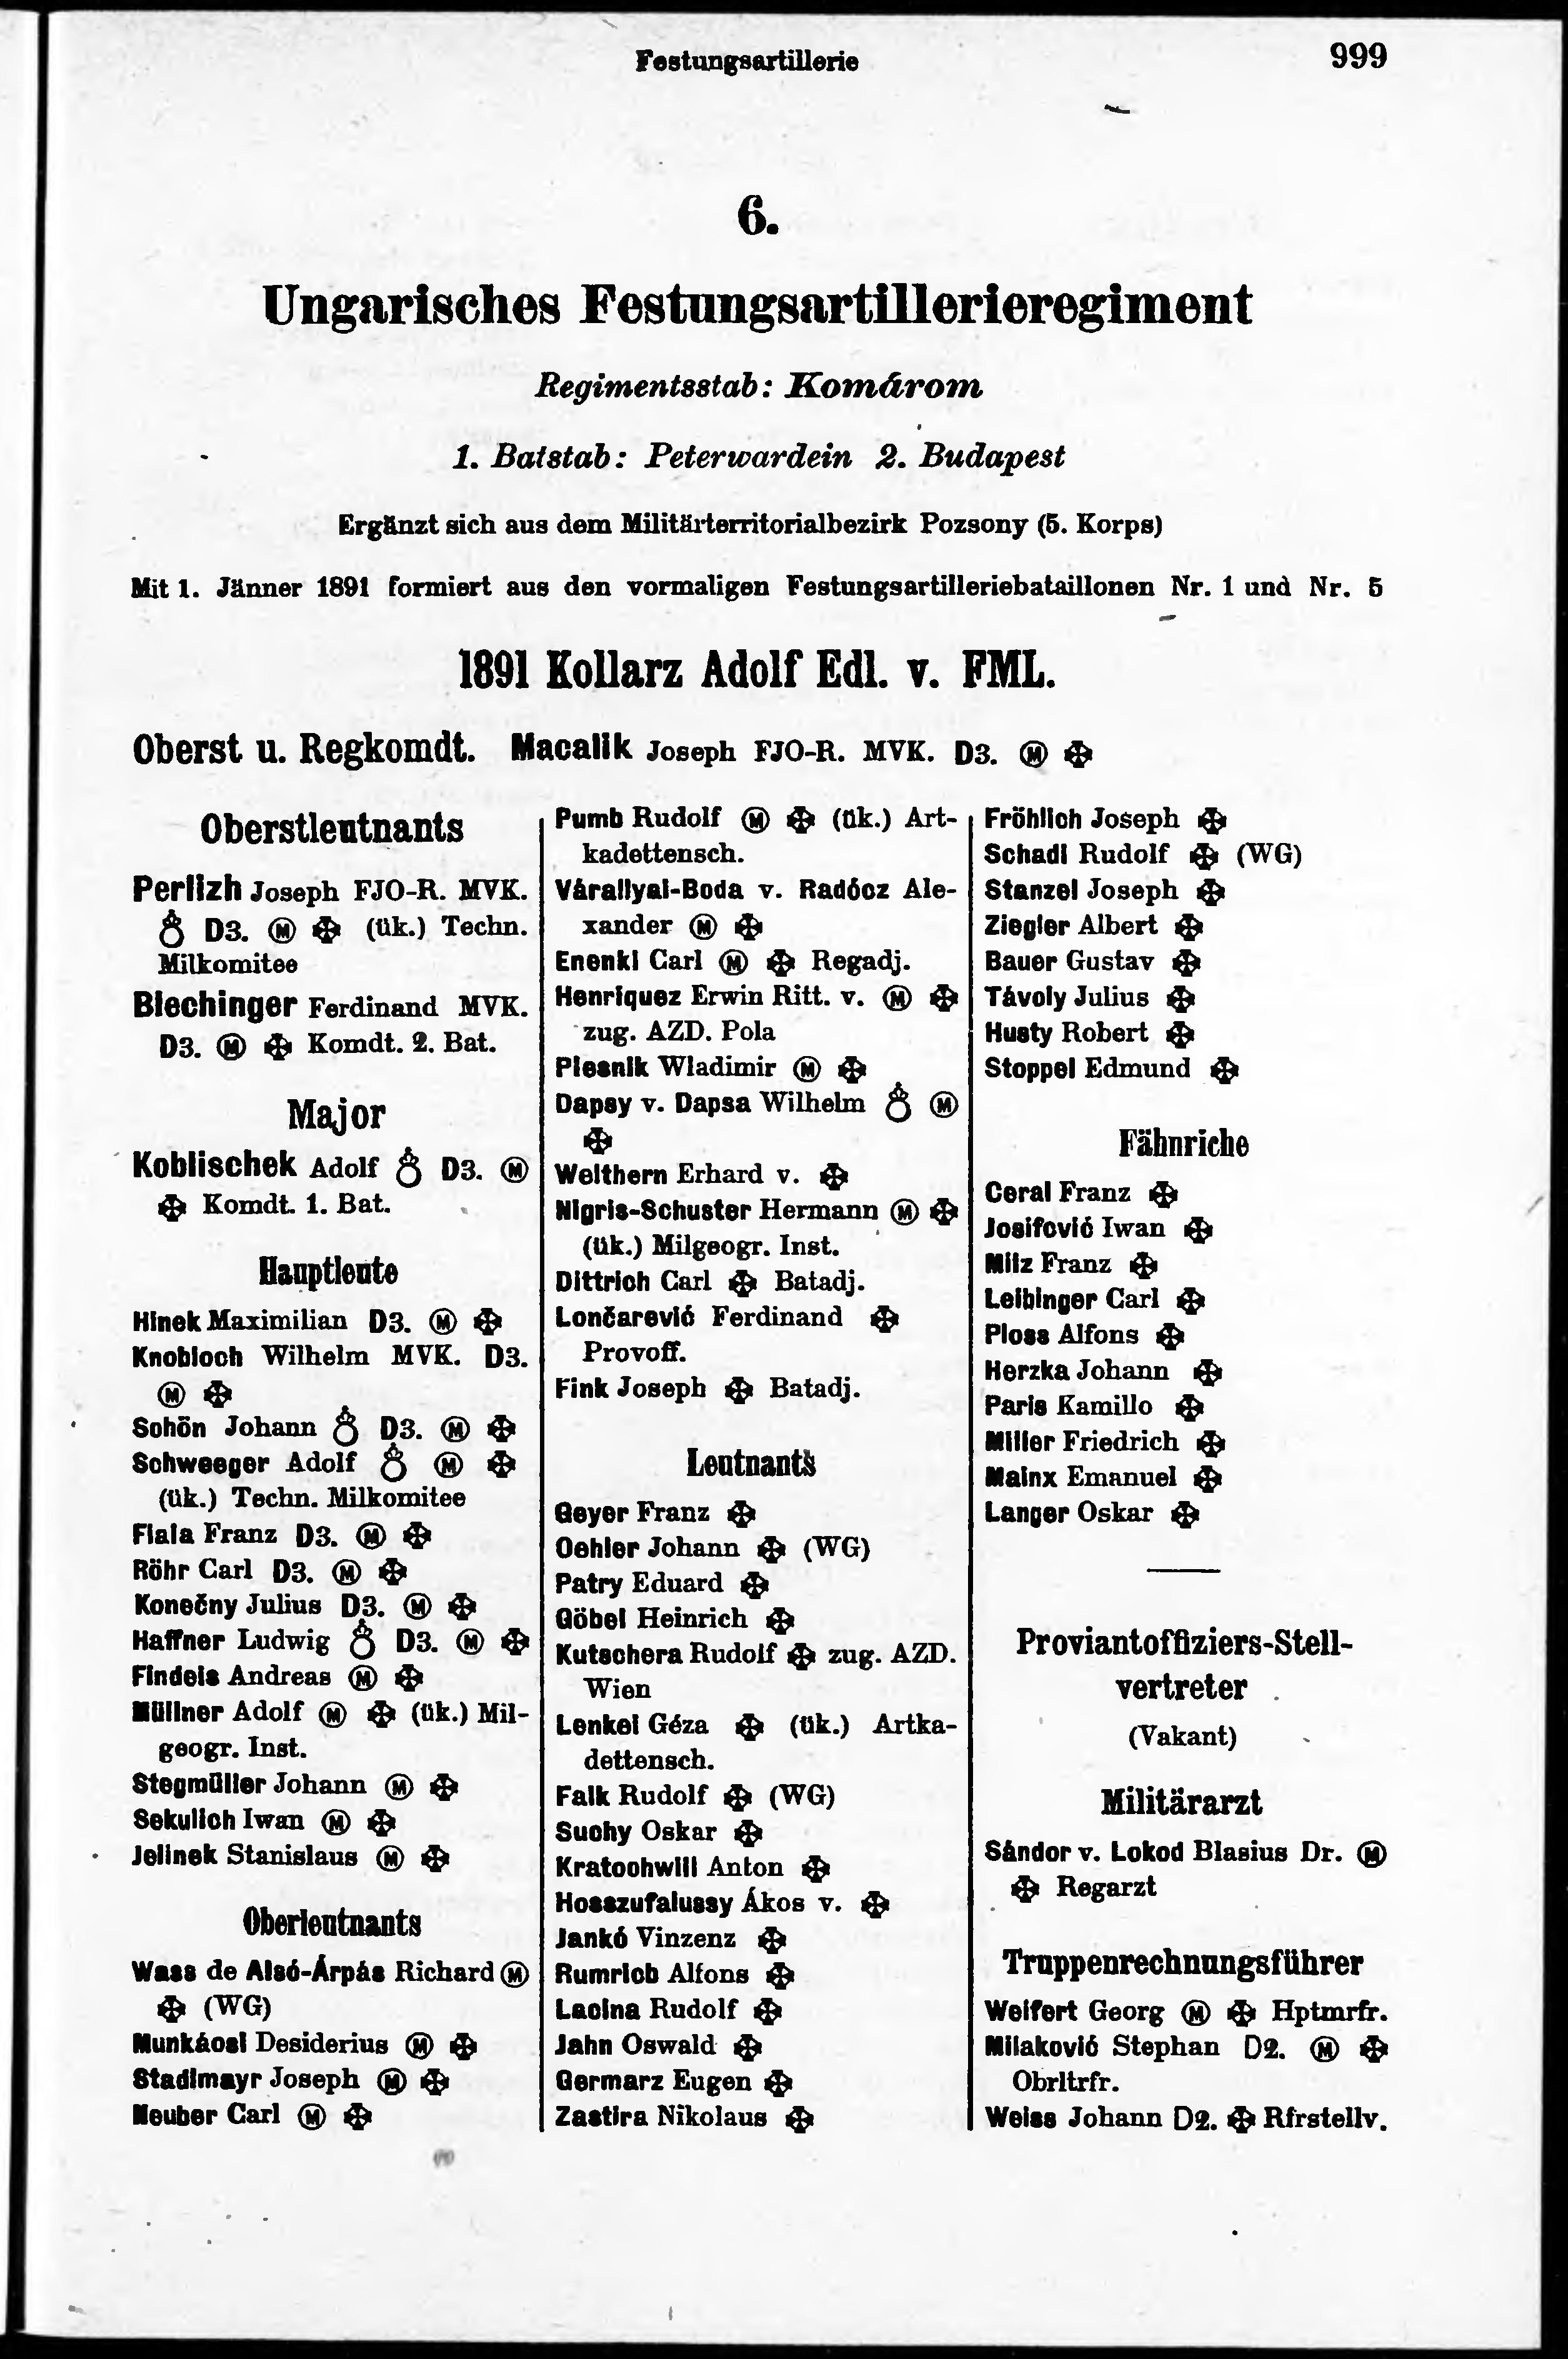 Festungsartillerie
999
6.
Ungarisches Festungsartillerieregiment
Regimentsstab: Komárom
1. Batstab: Peterwardein 2. Budapest
Ergänzt sich aus dem Militärterritorialbezirk Pozsony (5. Korps)
Mit 1. Jänner 1891 formiert aus den vormaligen Festungsartilleriebataillonen Nr. 1 und Nr. 5
1891 Kollarz Adolf Edl. v. FML.
Oberst u. Regkomdt. Macalik Joseph FJO-R. MVK. D3. Ⓜ ✠
Oberstleutnants
Perlizh Joseph FJO-R. MVK.
D3. Ⓜ ✠ (ük.) Techn.
Milkomitee
Blechinger Ferdinand MVK.
D3. Ⓜ ✠ Komdt. 2. Bat.
Major
Koblischek Adolf D3. Ⓜ
✠ Komdt. 1. Bat.
Hauptleute
Hinek Maximilian D3. Ⓜ ✠
Knobloch Wilhelm MVK. D3.
Ⓜ ✠
Schön Johann D3. Ⓜ ✠
Schweeger Adolf Ⓜ ✠
(ük.) Techn. Milkomitee
Fiala Franz D3. Ⓜ ✠
Röhr Carl D3. Ⓜ ✠
Konečny Julius D3. Ⓜ ✠
Haffner Ludwig D3. Ⓜ ✠
Findeis Andreas Ⓜ ✠
Müllner Adolf Ⓜ ✠ (ük.) Mil-
geogr. Inst.
Stegmüller Johann Ⓜ ✠
Sekulich Iwan Ⓜ ✠
Jelinek Stanislaus Ⓜ ✠
Oberleutnants
Wass de Alsó-Árpás Richard Ⓜ
✠ (WG)
Munkácsi Desiderius Ⓜ ✠
Stadlmayr Joseph Ⓜ ✠
Neuber Carl Ⓜ ✠
Pumb Rudolf Ⓜ ✠ (ük.) Art-
kadettensch.
Várallyai-Boda v. Radócz Ale-
xander Ⓜ ✠
Enenkl Carl Ⓜ ✠ Regadj.
Henriquez Erwin Ritt. v. Ⓜ ✠
zug. AZD. Pola
Plesnik Wladimir Ⓜ ✠
Dapsy v. Dapsa Wilhelm Ⓜ
✠
Welthern Erhard v. ✠
Nigris-Schuster Hermann Ⓜ ✠
(ük.) Milgeogr. Inst.
Dittrich Carl ✠ Batadj.
Lončarević Ferdinand ✠
Provoff.
Fink Joseph ✠ Batadj.
Leutnants
Geyer Franz ✠
Oehler Johann ✠ (WG)
Patry Eduard ✠
Göbel Heinrich ✠
Kutschera Rudolf ✠ zug. AZD.
Wien
Lenkei Géza ✠ (ük.) Artka-
dettensch.
Falk Rudolf ✠ (WG)
Suchy Oskar ✠
Kratochwill Anton ✠
Hosszufalussy Ákos v. ✠
Jankó Vinzenz ✠
Rumrich Alfons ✠
Lacina Rudolf ✠
Jahn Oswald ✠
Germarz Eugen ✠
Zastira Nikolaus ✠
Fröhlich Joseph ✠
Schadl Rudolf ✠ (WG)
Stanzel Joseph ✠
Ziegler Albert ✠
Bauer Gustav ✠
Távoly Julius ✠
Husty Robert ✠
Stoppel Edmund ✠
Fähnriche
Ceral Franz ✠
Josifović Iwan ✠
Milz Franz ✠
Leibinger Carl ✠
Ploss Alfons ✠
Herzka Johann ✠
Paris Kamillo ✠
Miller Friedrich ✠
Mainx Emanuel ✠
Langer Oskar ✠
Proviantoffiziers-Stell-
vertreter
(Vakant)
Militärarzt
Sándor v. Lokod Blasius Dr. Ⓜ
✠ Regarzt
Truppenrechnungsführer
Weifert Georg Ⓜ ✠ Hptmrfr.
Milaković Stephan D2. Ⓜ ✠
Obrltrfr.
Weiss Johann D2. ✠ Rfrstellv.